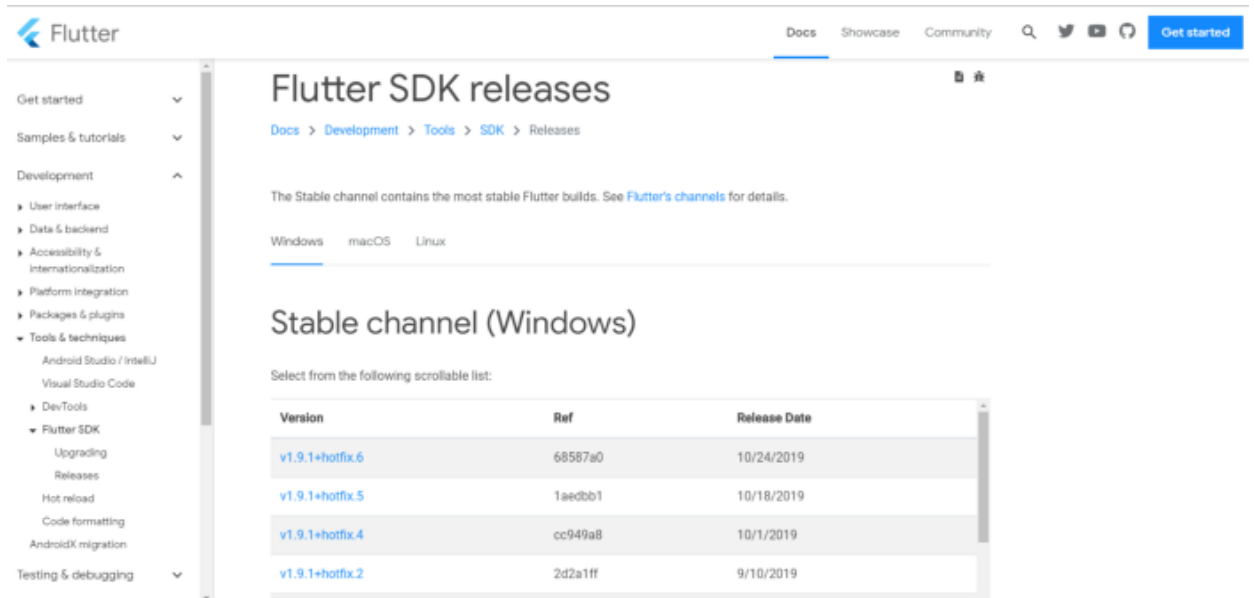 Flutter
Docs Showcase Community Get started
Get started
Samples & tutorials
Development
User interface
Data & backend
Accessibility &
internationalization
Platform integration
Packages & plugins
Tools & techniques
Android Studio / IntelliJ
Visual Studio Code
DevTools
Flutter SDK
Upgrading
Releases
Hot reload
Code formatting
AndroidX migration
Testing & debugging
Flutter SDK releases
Docs > Development > Tools > SDK > Releases
The Stable channel contains the most stable Flutter builds. See Flutter's channels for details.
Windows macOS Linux
Stable channel (Windows)
Select from the following scrollable list:
Version Ref Release Date
v1.9.1+hotfix.6 68587a0 10/24/2019
v1.9.1+hotfix.5 1aedbb1 10/18/2019
v1.9.1+hotfix.4 cc949a8 10/1/2019
v1.9.1+hotfix.2 2d2a1ff 9/10/2019